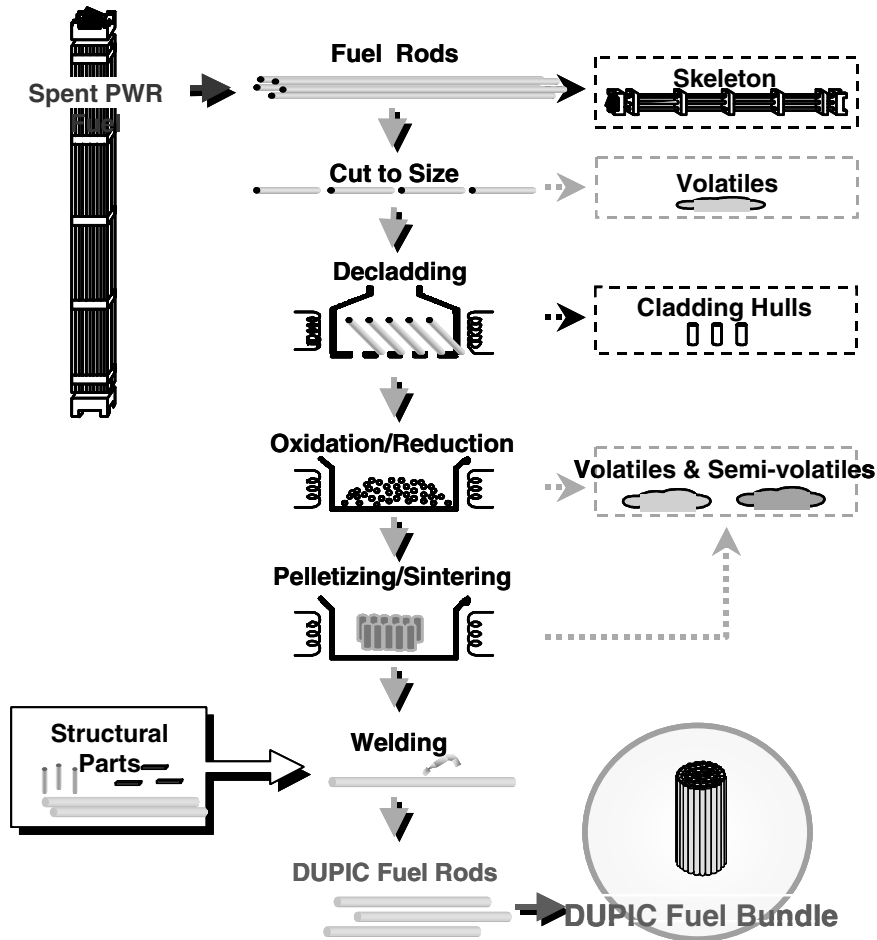 Fuel Rods
Skeleton
Spent PWR
Fuel
Cut to Size
Volatiles
Decladding
Cladding Hulls
Oxidation/Reduction
Volatiles & Semi-volatiles
Pelletizing/Sintering
Structural
Parts
Welding
DUPIC Fuel Rods
DUPIC Fuel Bundle